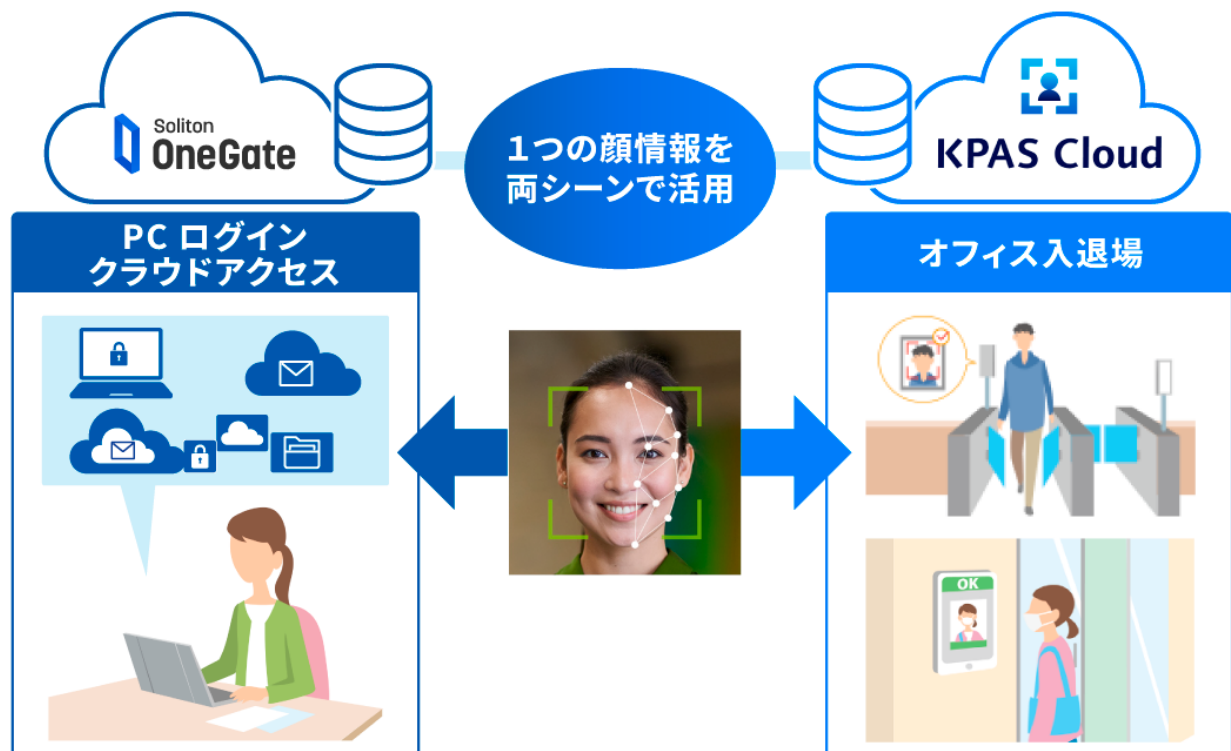 Soliton
OneGate
1つの顔情報を
両シーンで活用
KPAS Cloud
PC ログイン
クラウドアクセス
オフィス入退場
OK